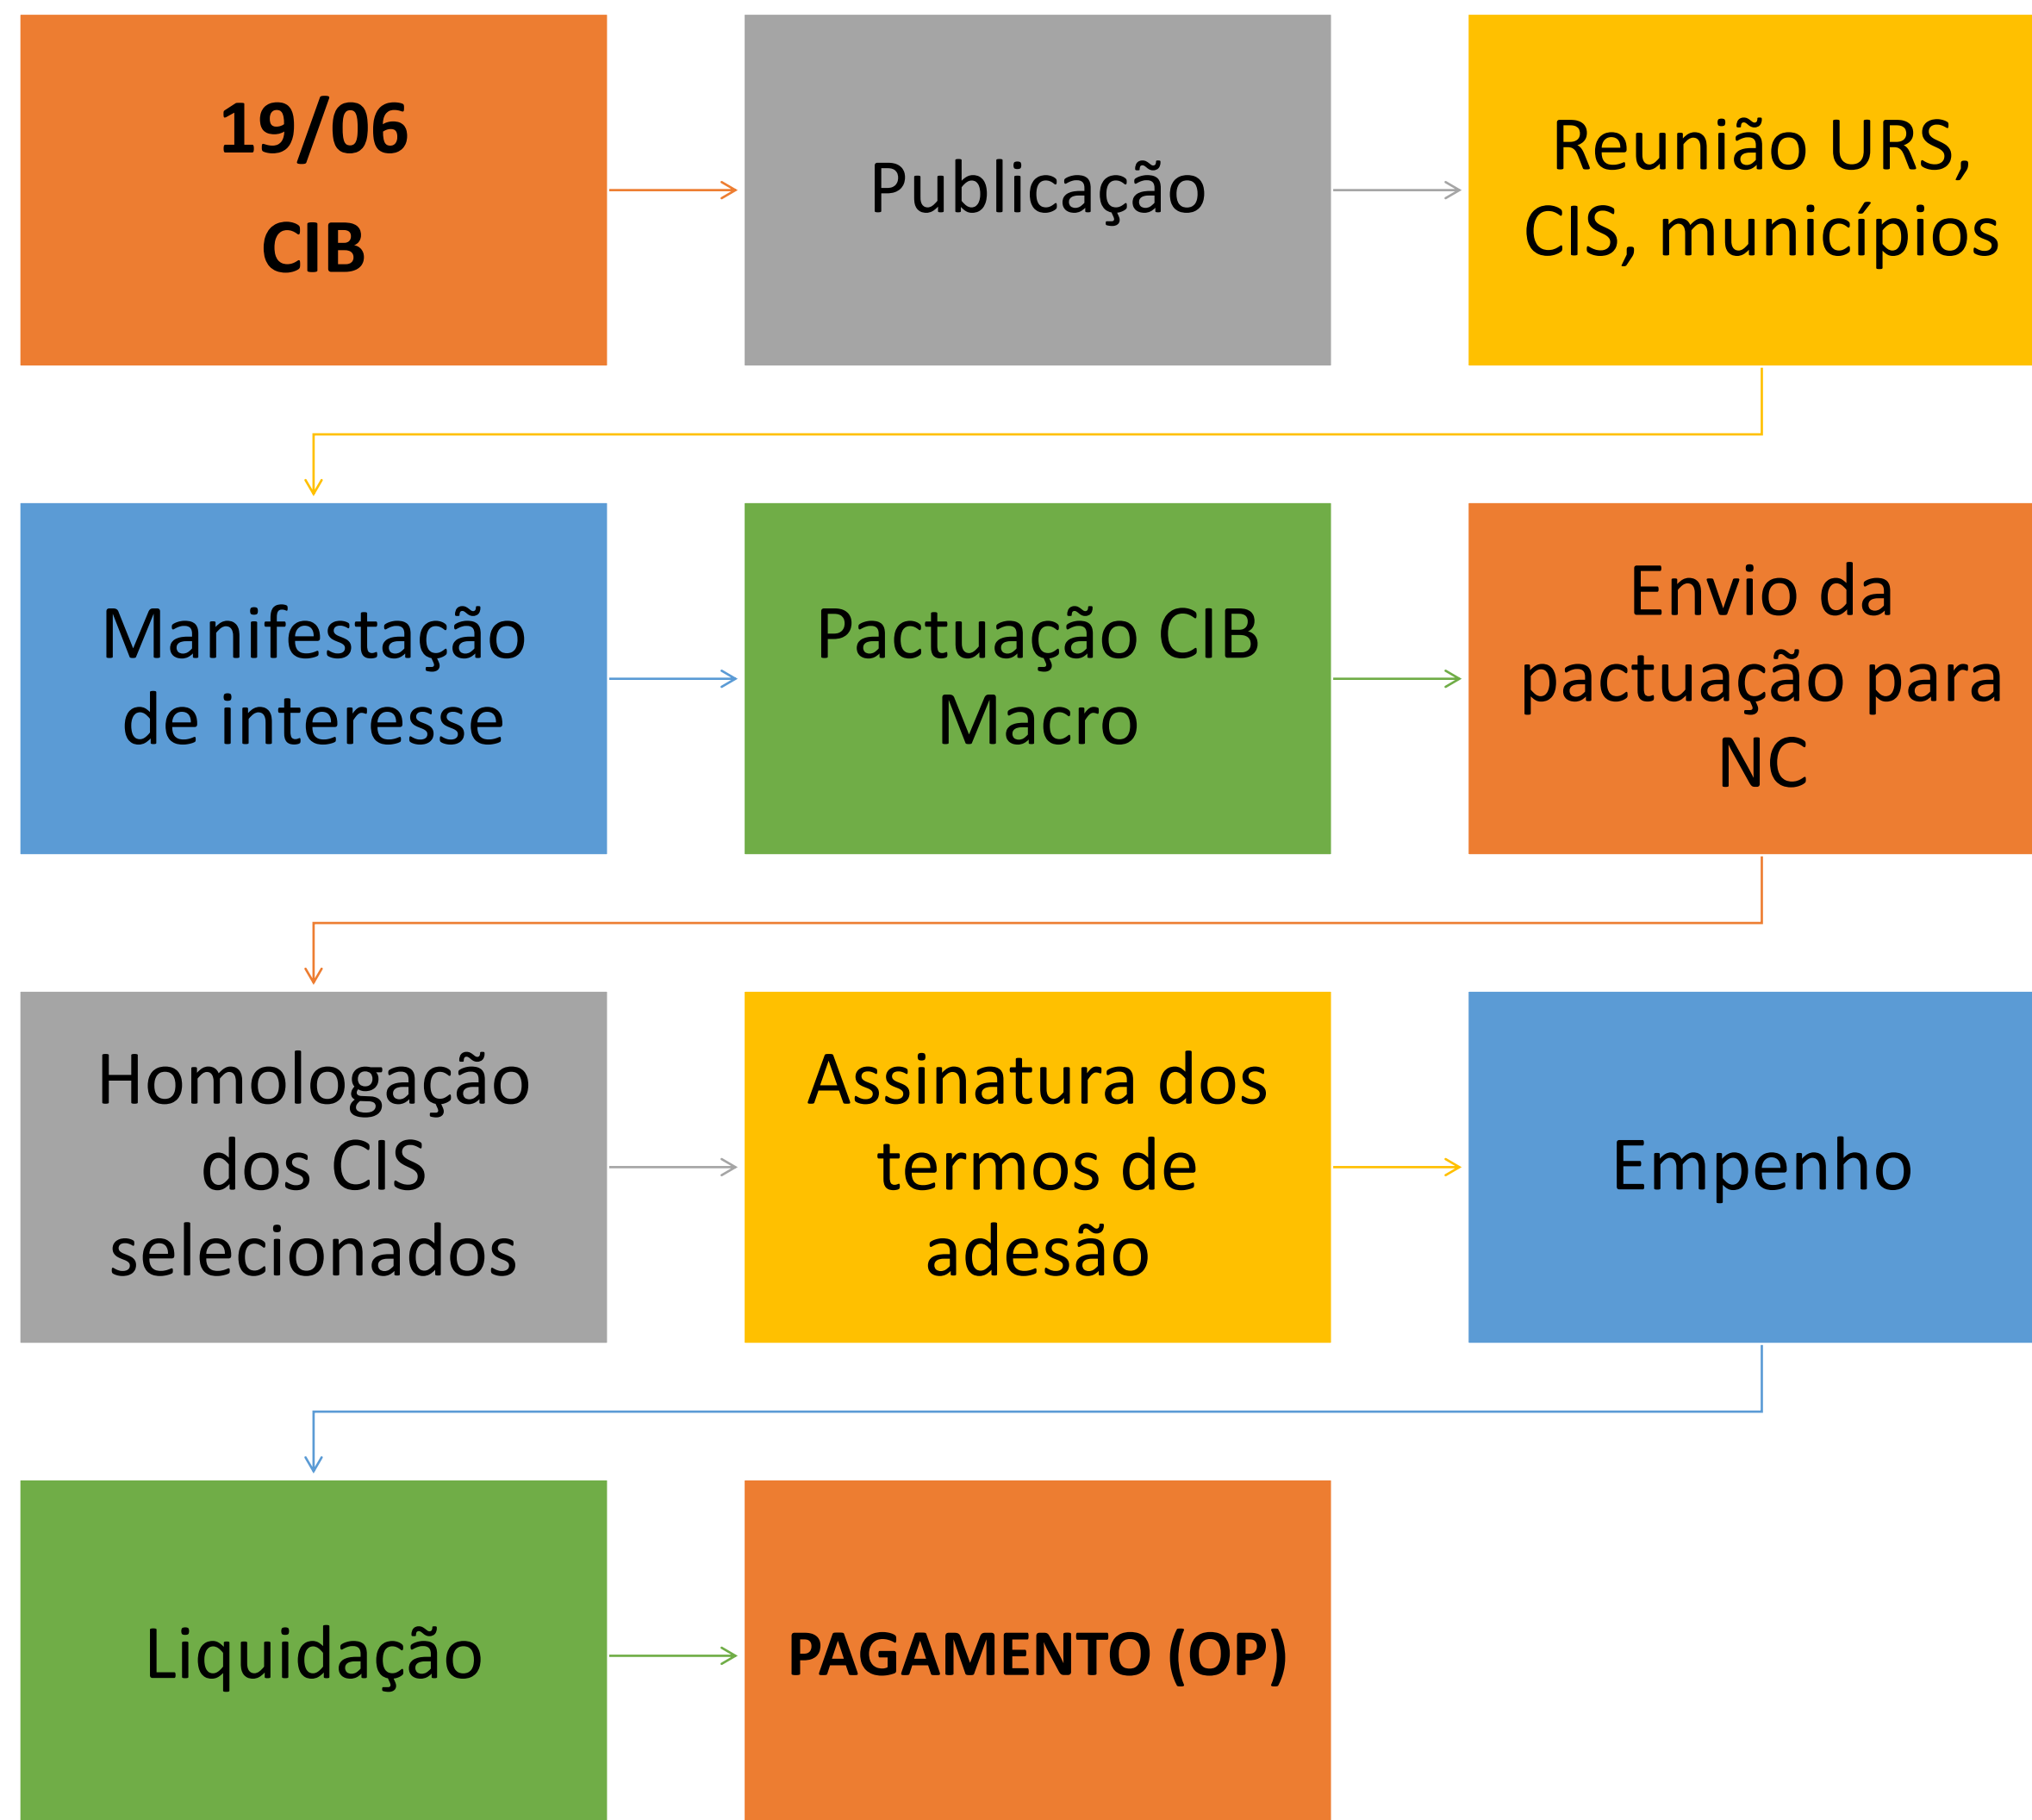 19/06
CIB
Publicação
Reunião URS,
CIS, municípios
Manifestação
de interesse
Pactuação CIB
Macro
Envio da
pactuação para
NC
Homologação
dos CIS
selecionados
Assinatura dos
termos de
adesão
Empenho
Liquidação
PAGAMENTO (OP)